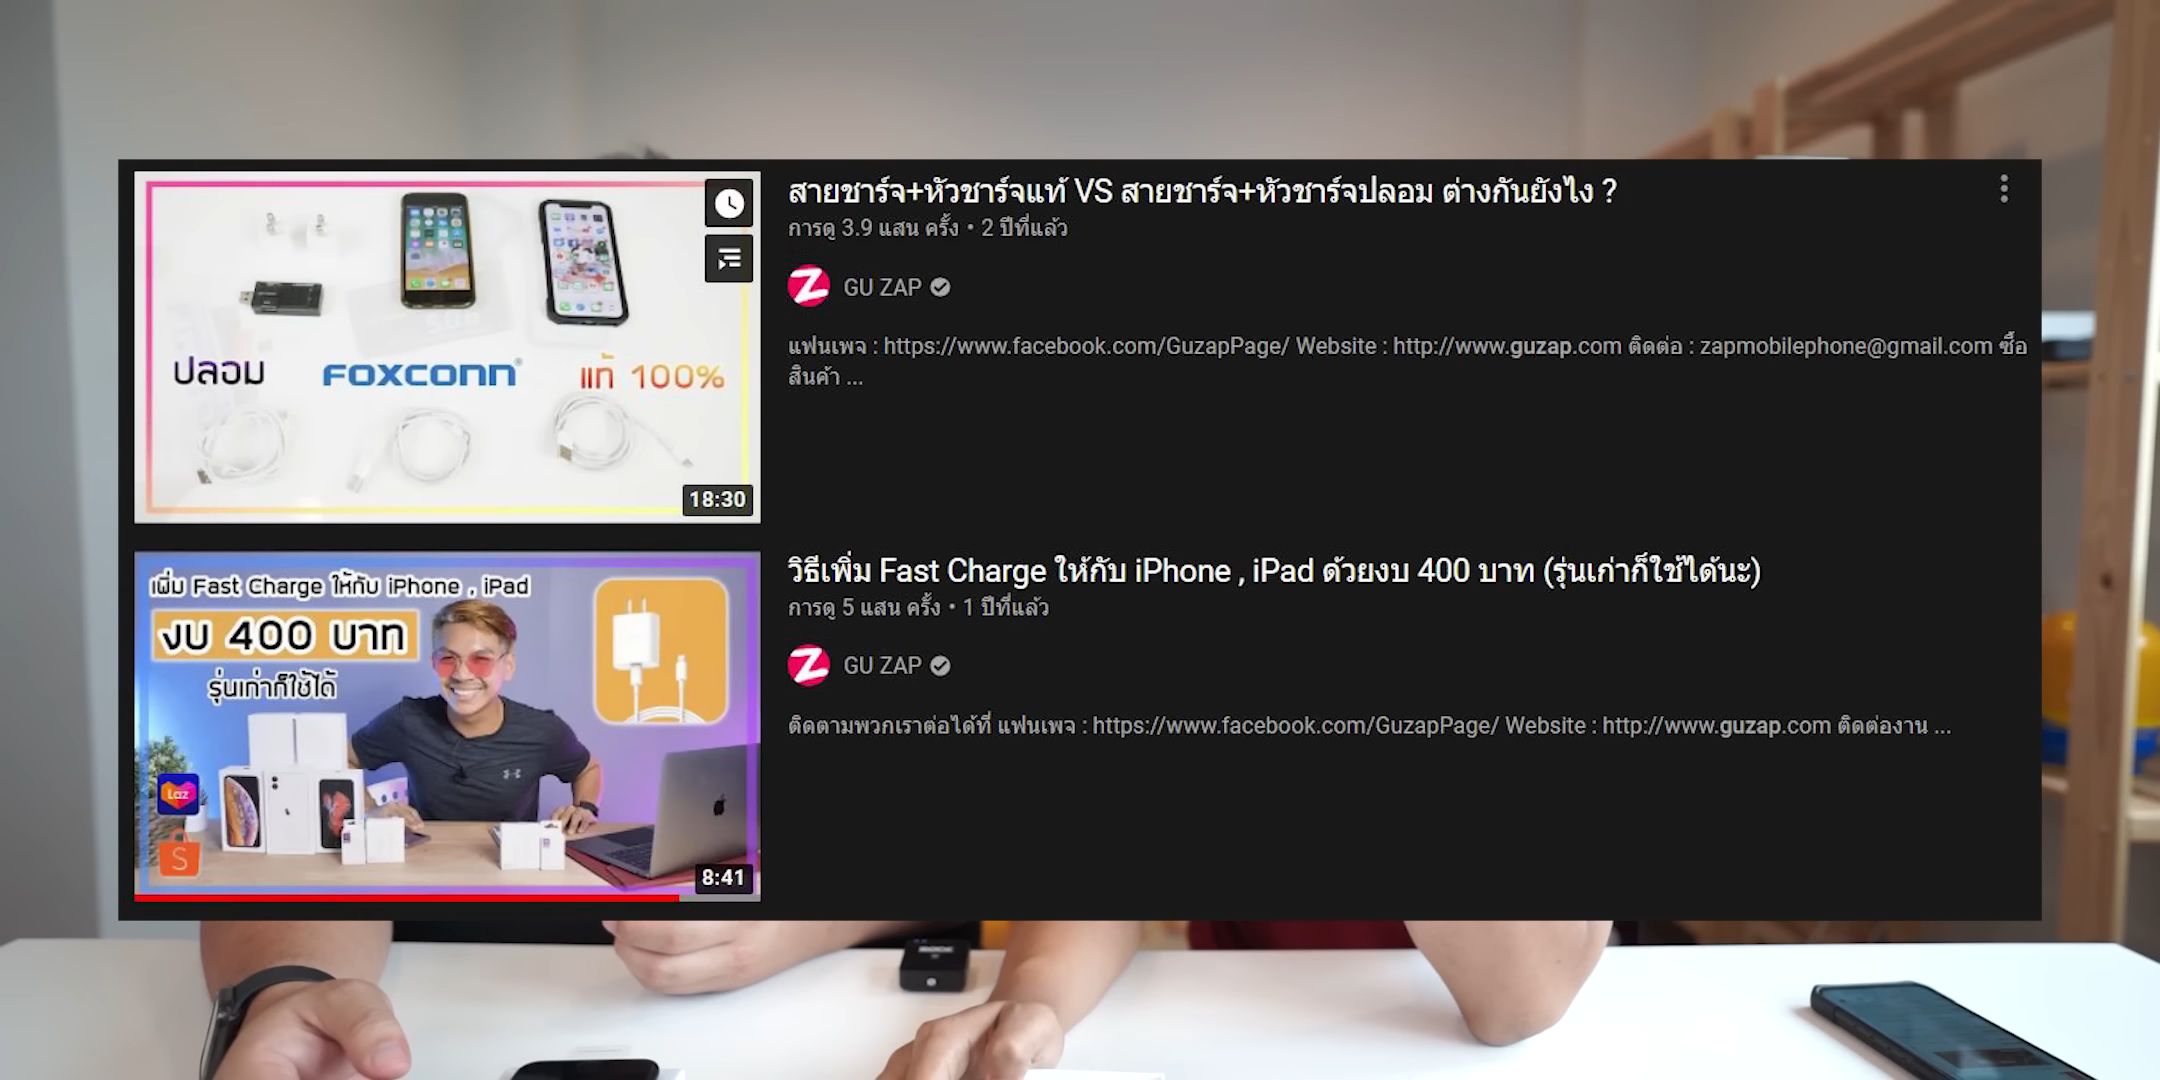 สายชาร์จ+หัวชาร์จแท้ VS สายชาร์จ+หัวชาร์จปลอม ต่างกันยังไง ?
การดู 3.9 แสน ครั้ง • 2 ปีที่แล้ว
GU ZAP
แฟนเพจ : https://www.facebook.com/GuzapPage/ Website : http://www.guzap.com ติดต่อ : zapmobilephone@gmail.com ซื้อ
สินค้า ...
ปลอม FOXCONN® แท้ 100%
18:30
วิธีเพิ่ม Fast Charge ให้กับ iPhone , iPad ด้วยงบ 400 บาท (รุ่นเก่าก็ใช้ได้นะ)
การดู 5 แสน ครั้ง • 1 ปีที่แล้ว
GU ZAP
ติดตามพวกเราต่อได้ที่ แฟนเพจ : https://www.facebook.com/GuzapPage/ Website : http://www.guzap.com ติดต่องาน ...
เพิ่ม Fast Charge ให้กับ iPhone , iPad
งบ 400 บาท
รุ่นเก่าก็ใช้ได้
Laz
8:41